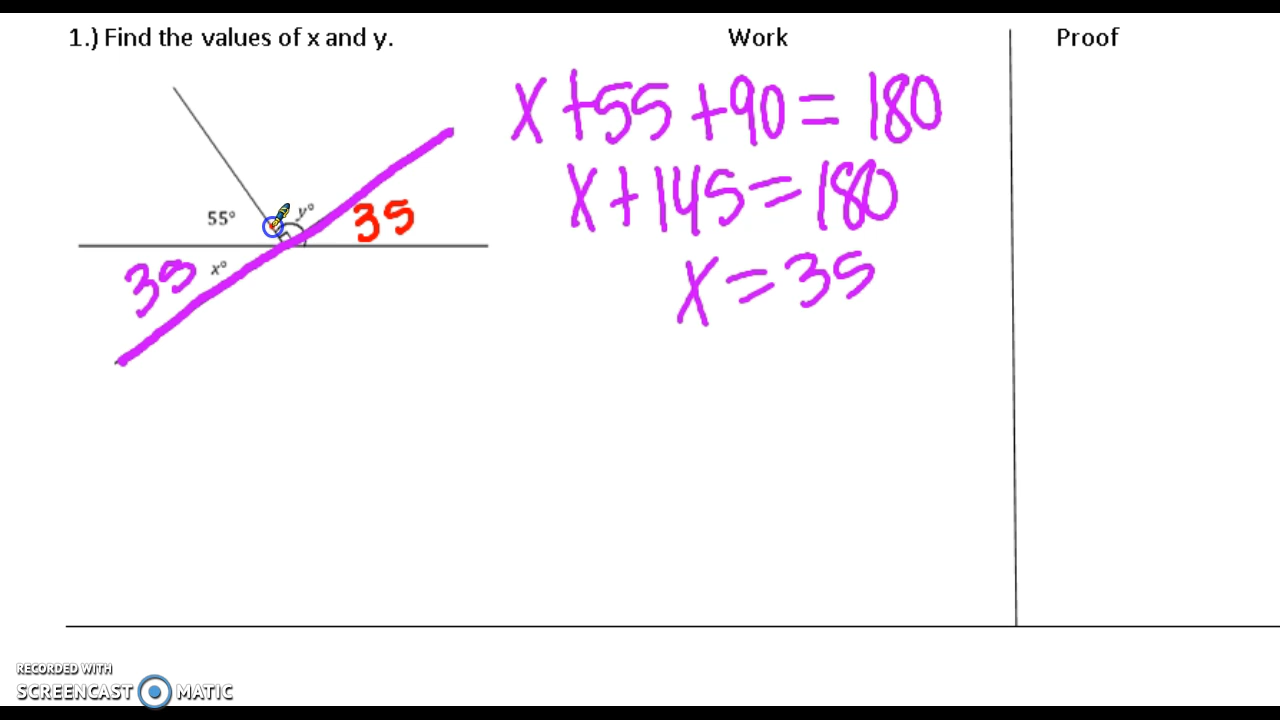 1.) Find the values of x and y.
Work
Proof
x + 55 + 90 = 180
x + 145 = 180
x = 35
55°
y°
35
35
x°
RECORDED WITH
SCREENCAST MATIC